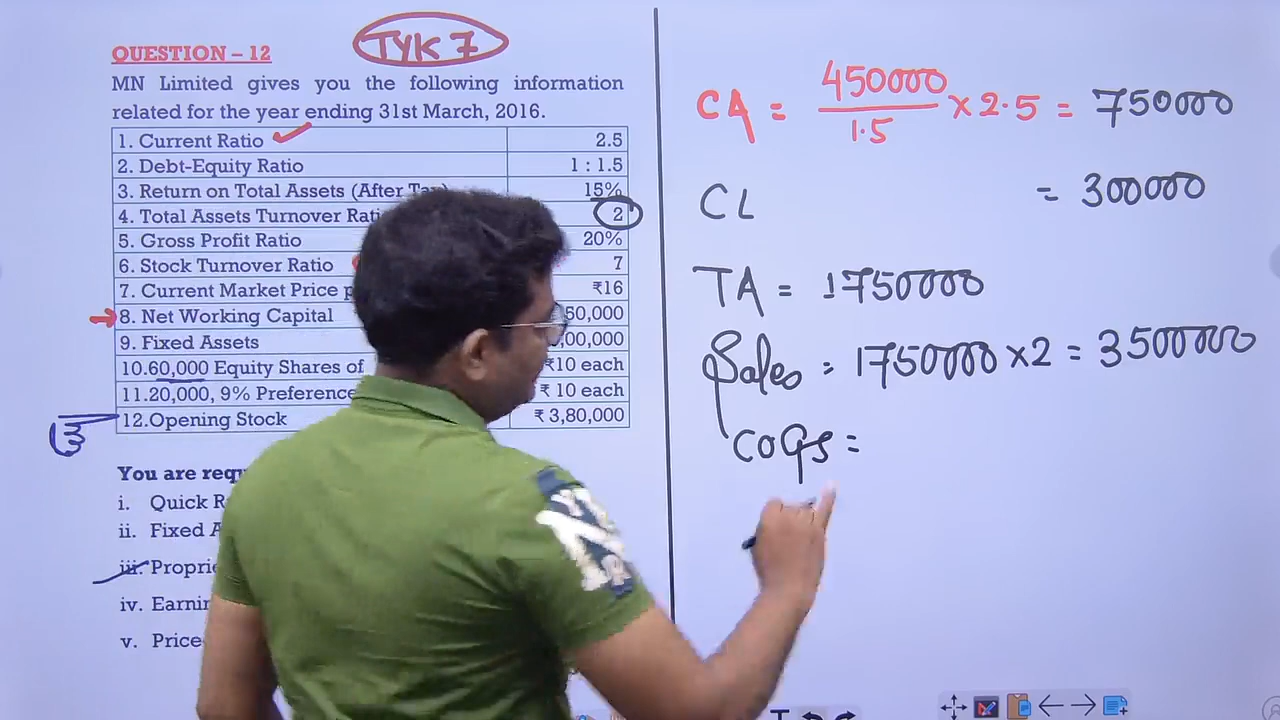 TYK 7
QUESTION – 12
MN Limited gives you the following information
related for the year ending 31st March, 2016.
1. Current Ratio 2.5
2. Debt-Equity Ratio 1 : 1.5
3. Return on Total Assets (After Tax) 15%
4. Total Assets Turnover 2
5. Gross Profit Ratio 20%
6. Stock Turnover Ratio 7
7. Current Market Price ₹16
8. Net Working Capital 50,000
9. Fixed Assets 00,000
10.60,000 Equity Shares of ₹10 each
11.20,000, 9% Preference ₹ 10 each
12.Opening Stock ₹ 3,80,000
You are
i. Quick
ii. Fixed
iii.
iv.
v. Price
CA = 450000/1.5 × 2.5 = 750000
CL = 300000
TA = 1750000
Sales = 1750000 × 2 = 3500000
COGS =